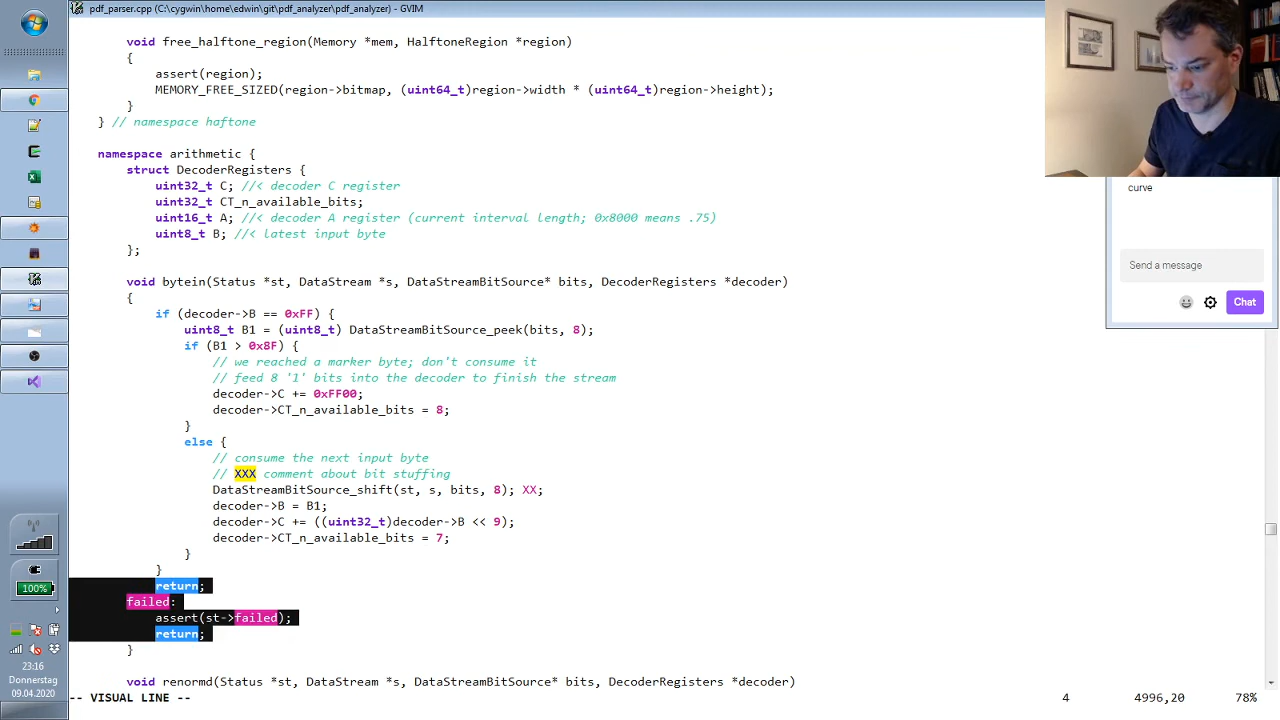 pdf_parser.cpp (C:\cygwin\home\edwin\git\pdf_analyzer\pdf_analyzer) - GVIM
void free_halftone_region(Memory *mem, HalftoneRegion *region)
{
assert(region);
MEMORY_FREE_SIZED(region->bitmap, (uint64_t)region->width * (uint64_t)region->height);
}
} // namespace haftone
namespace arithmetic {
struct DecoderRegisters {
uint32_t C; //< decoder C register
uint32_t CT_n_available_bits;
uint16_t A; //< decoder A register (current interval length; 0x8000 means .75)
uint8_t B; //< latest input byte
};
void bytein(Status *st, DataStream *s, DataStreamBitSource* bits, DecoderRegisters *decoder)
{
if (decoder->B == 0xFF) {
uint8_t B1 = (uint8_t) DataStreamBitSource_peek(bits, 8);
if (B1 > 0x8F) {
// we reached a marker byte; don't consume it
// feed 8 '1' bits into the decoder to finish the stream
decoder->C += 0xFF00;
decoder->CT_n_available_bits = 8;
}
else {
// consume the next input byte
// XXX comment about bit stuffing
DataStreamBitSource_shift(st, s, bits, 8); XX;
decoder->B = B1;
decoder->C += ((uint32_t)decoder->B << 9);
decoder->CT_n_available_bits = 7;
}
}
return;
failed:
assert(st->failed);
return;
}
void renormd(Status *st, DataStream *s, DataStreamBitSource* bits, DecoderRegisters *decoder)
-- VISUAL LINE --
4
4996,20
78%
curve
Send a message
Chat
100%
23:16
Donnerstag
09.04.2020